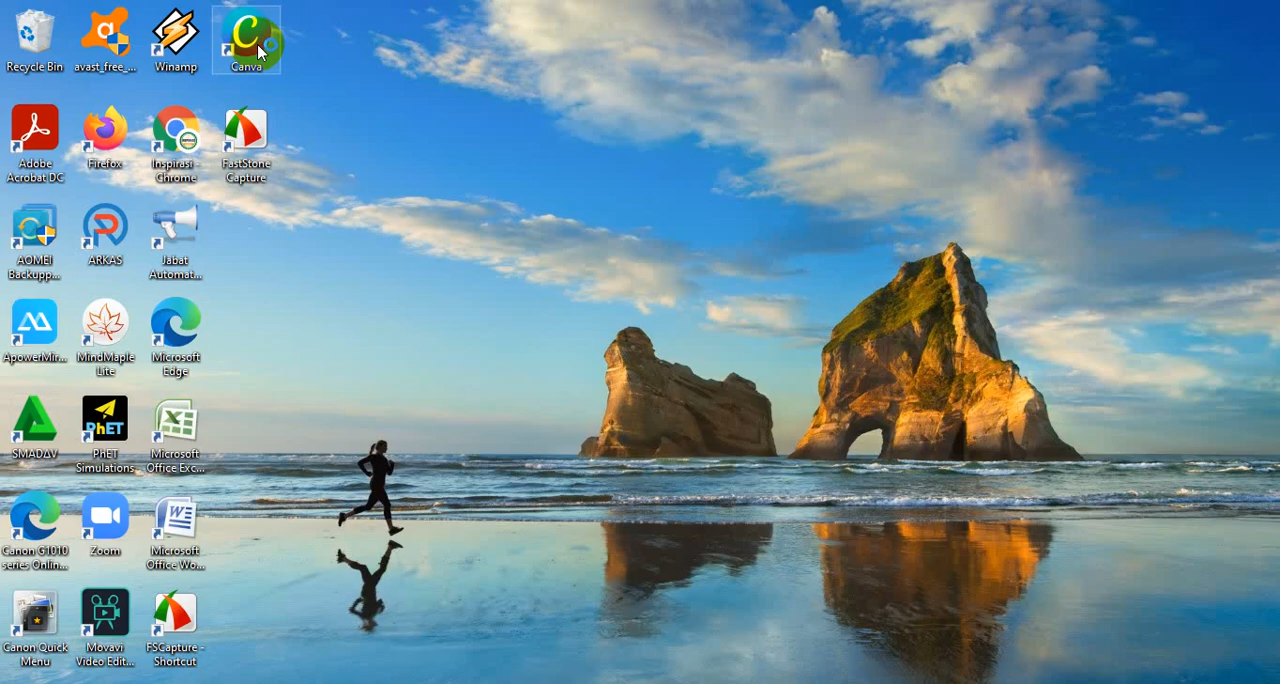 Recycle Bin
avast_free_...
Winamp
Canva
Adobe
Acrobat DC
Firefox
Inspirasi -
Chrome
FastStone
Capture
AOMEI
Backupp...
ARKAS
Jabat
Automat...
ApowerMir...
MindMaple
Lite
Microsoft
Edge
SMADΔV
PhET
PhET
Simulations
Microsoft
Office Exc...
Canon G1010
series Onlin...
Zoom
Microsoft
Office Wo...
Canon Quick
Menu
Movavi
Video Edit...
FSCapture -
Shortcut